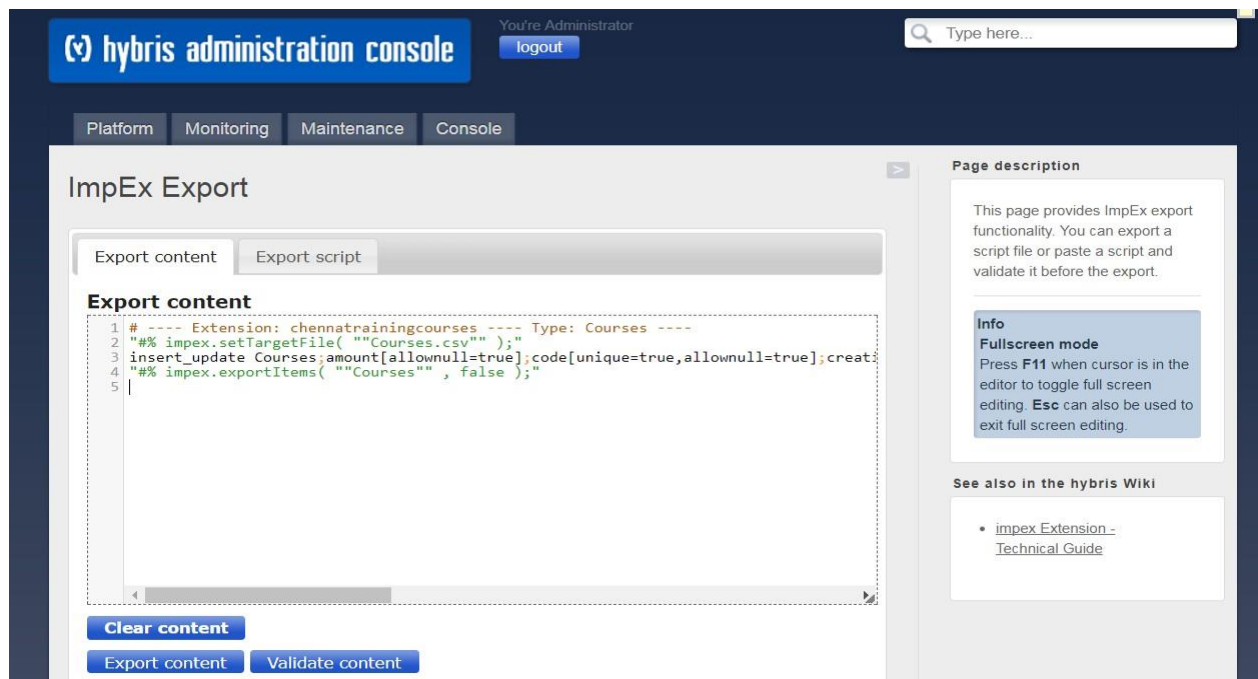 (v) hybris administration console
You're Administrator
logout
Type here...
Platform
Monitoring
Maintenance
Console
ImpEx Export
>
Export content
Export script
Export content
1 # ---- Extension: chennatrainingcourses ---- Type: Courses ----
2 "#% impex.setTargetFile( ""Courses.csv"" );"
3 insert_update Courses;amount[allownull=true];code[unique=true,allownull=true];creati
4 "#% impex.exportItems( ""Courses"" , false );"
5
Clear content
Export content
Validate content
Page description
This page provides ImpEx export
functionality. You can export a
script file or paste a script and
validate it before the export.
Info
Fullscreen mode
Press F11 when cursor is in the
editor to toggle full screen
editing. Esc can also be used to
exit full screen editing.
See also in the hybris Wiki
• impex Extension -
Technical Guide